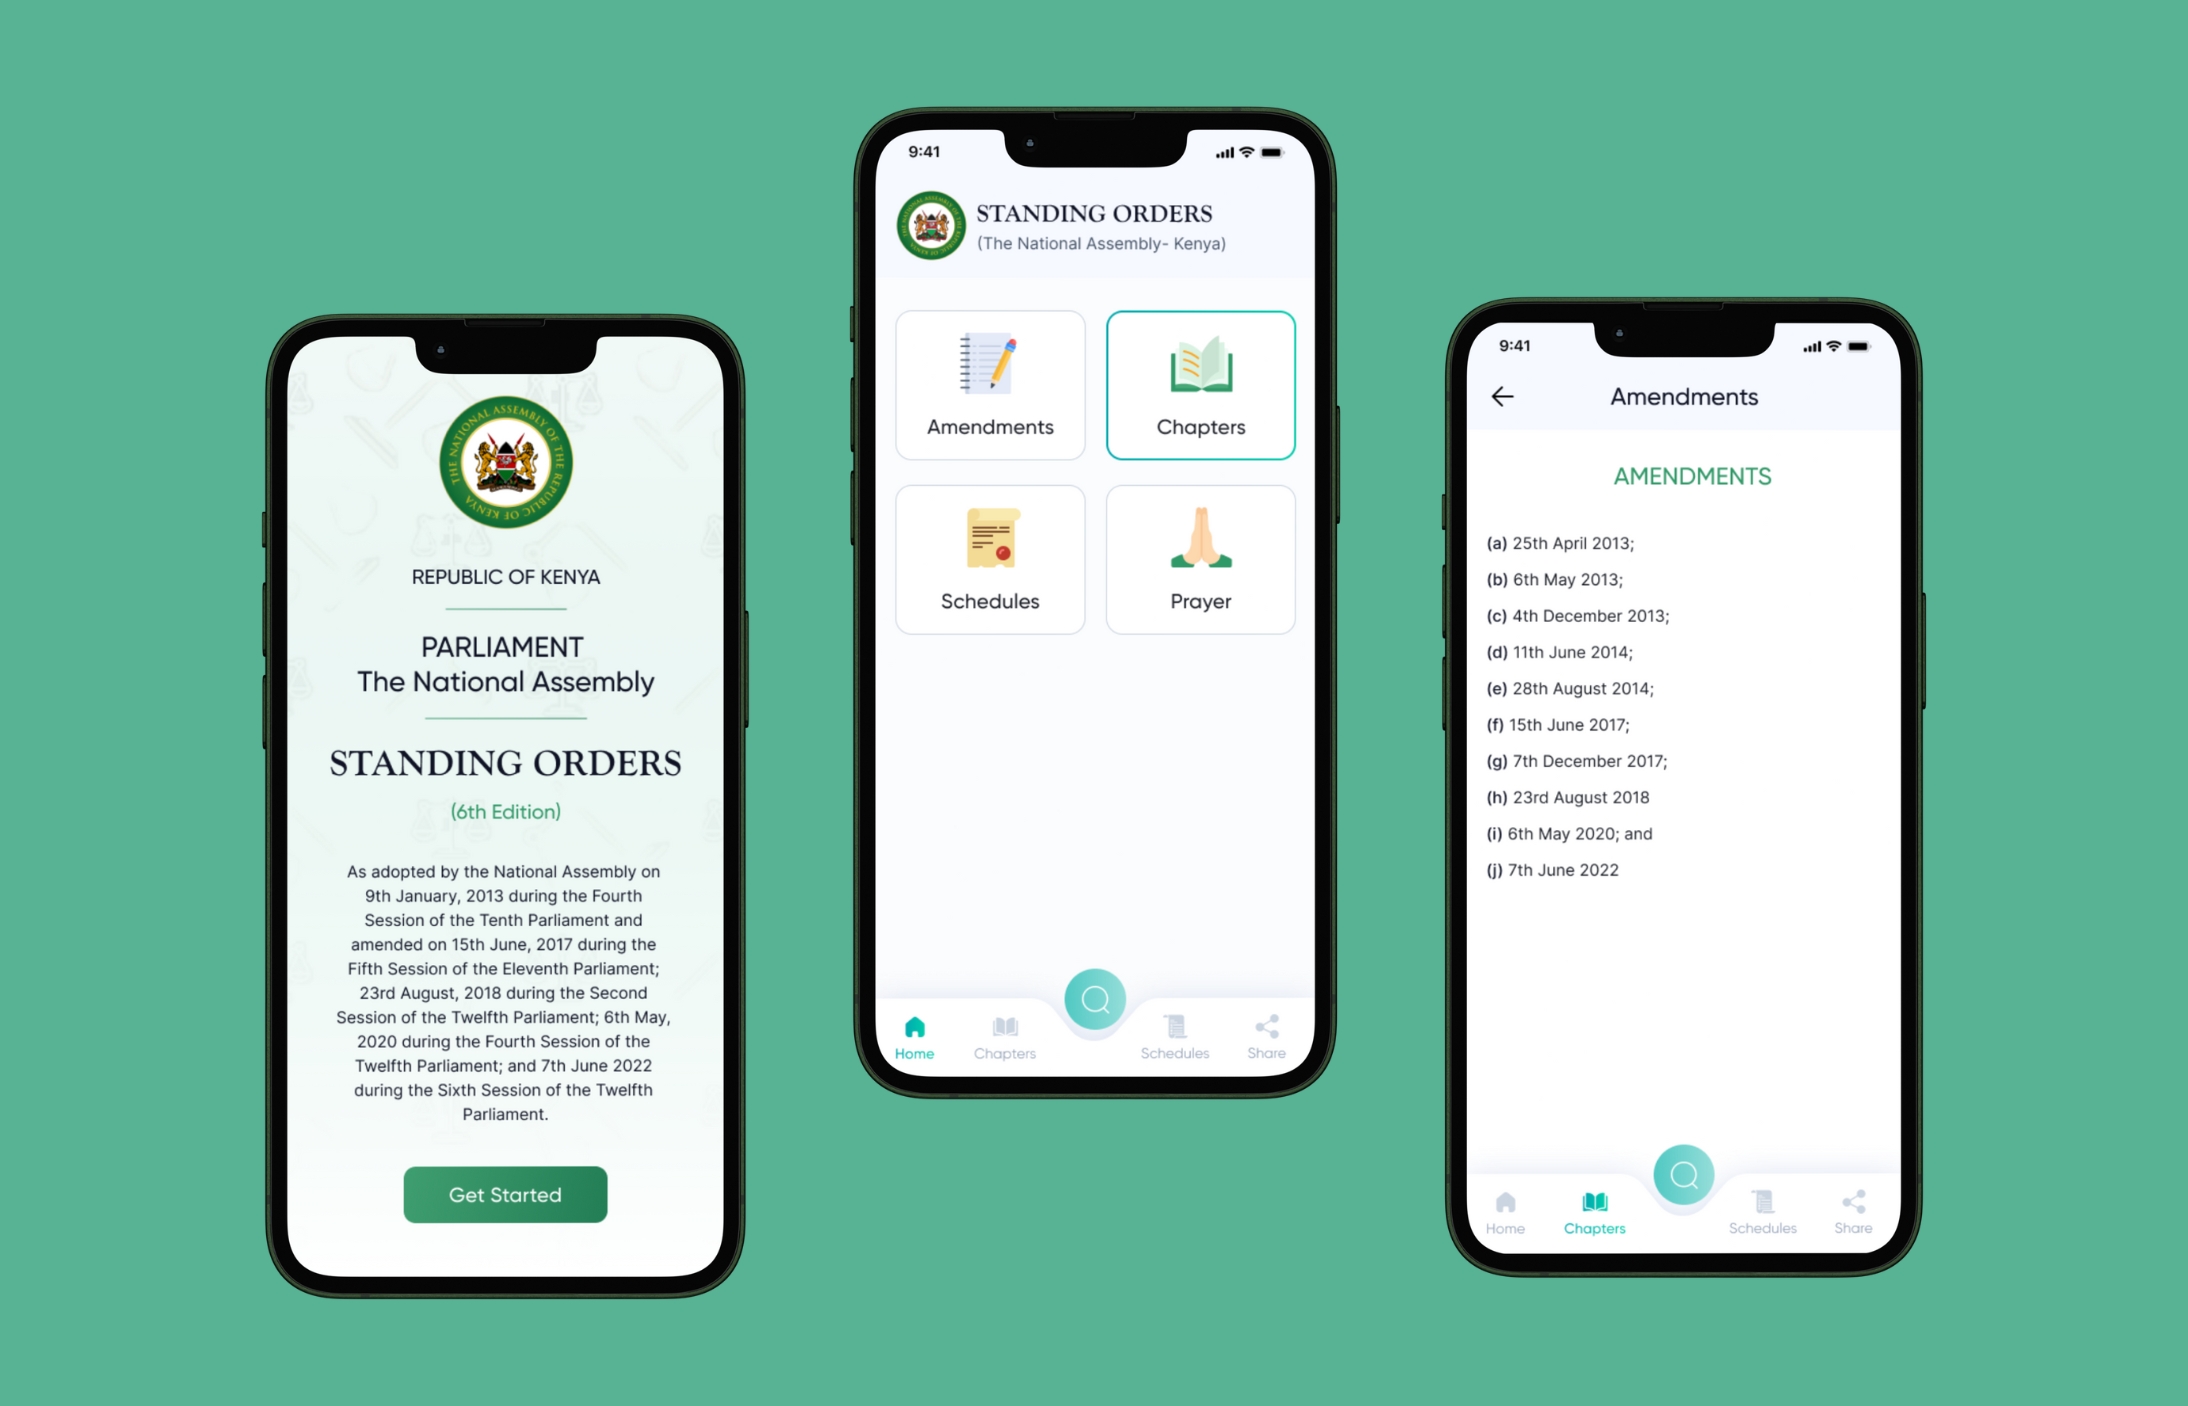 THE NATIONAL ASSEMBLY OF THE REPUBLIC OF KENYA
REPUBLIC OF KENYA
PARLIAMENT
The National Assembly
STANDING ORDERS
(6th Edition)
As adopted by the National Assembly on
9th January, 2013 during the Fourth
Session of the Tenth Parliament and
amended on 15th June, 2017 during the
Fifth Session of the Eleventh Parliament;
23rd August, 2018 during the Second
Session of the Twelfth Parliament; 6th May,
2020 during the Fourth Session of the
Twelfth Parliament; and 7th June 2022
during the Sixth Session of the Twelfth
Parliament.
Get Started
9:41
STANDING ORDERS
(The National Assembly- Kenya)
Amendments
Chapters
Schedules
Prayer
Home
Chapters
Schedules
Share
9:41
Amendments
AMENDMENTS
(a) 25th April 2013;
(b) 6th May 2013;
(c) 4th December 2013;
(d) 11th June 2014;
(e) 28th August 2014;
(f) 15th June 2017;
(g) 7th December 2017;
(h) 23rd August 2018
(i) 6th May 2020; and
(j) 7th June 2022
Home
Chapters
Schedules
Share